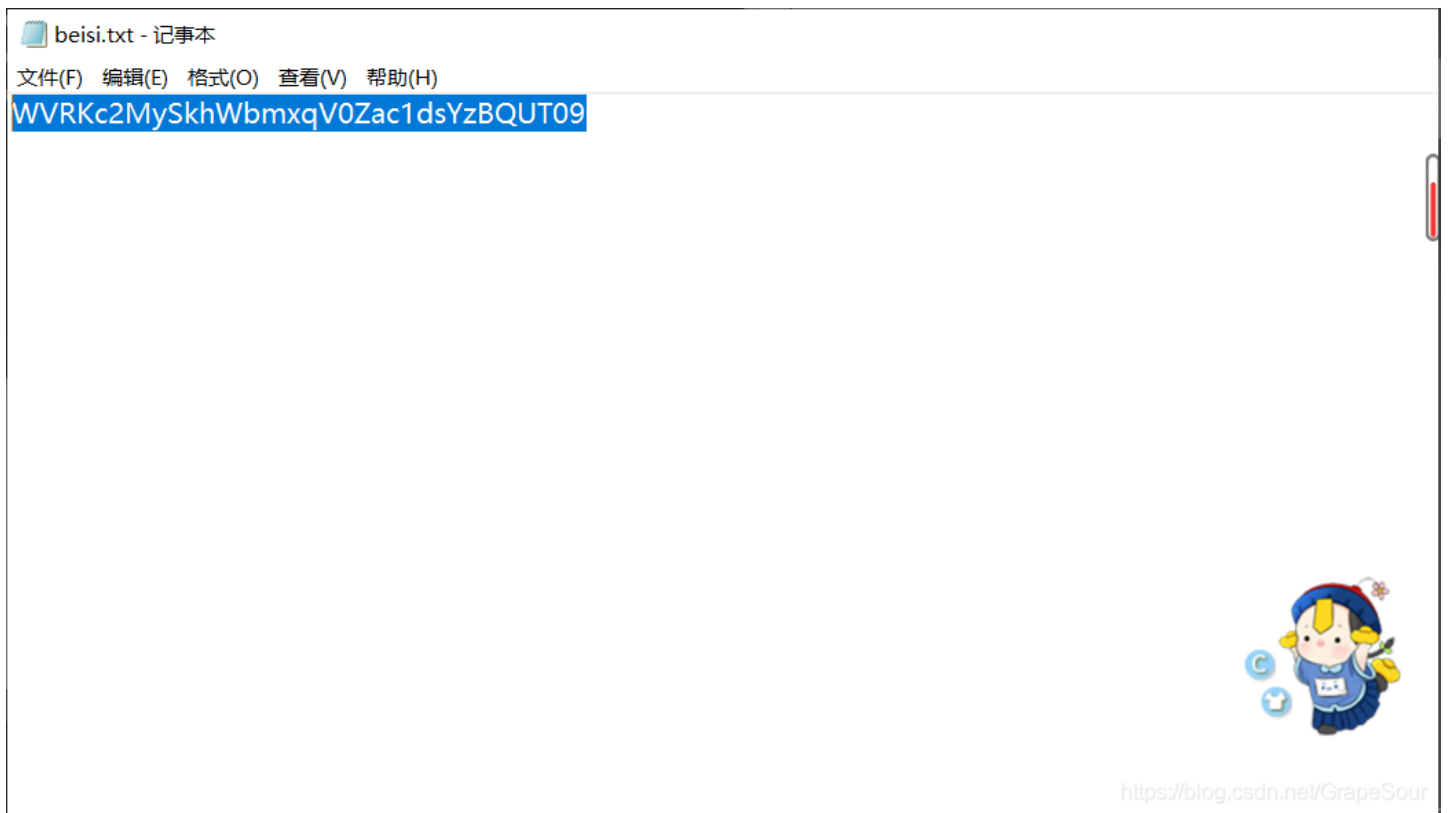 beisi.txt - 记事本
文件(F) 编辑(E) 格式(O) 查看(V) 帮助(H)
WVRKc2MySkhWbmxqV0Zac1dsYzBQUT09
C
https://blog.csdn.net/GrapeSour